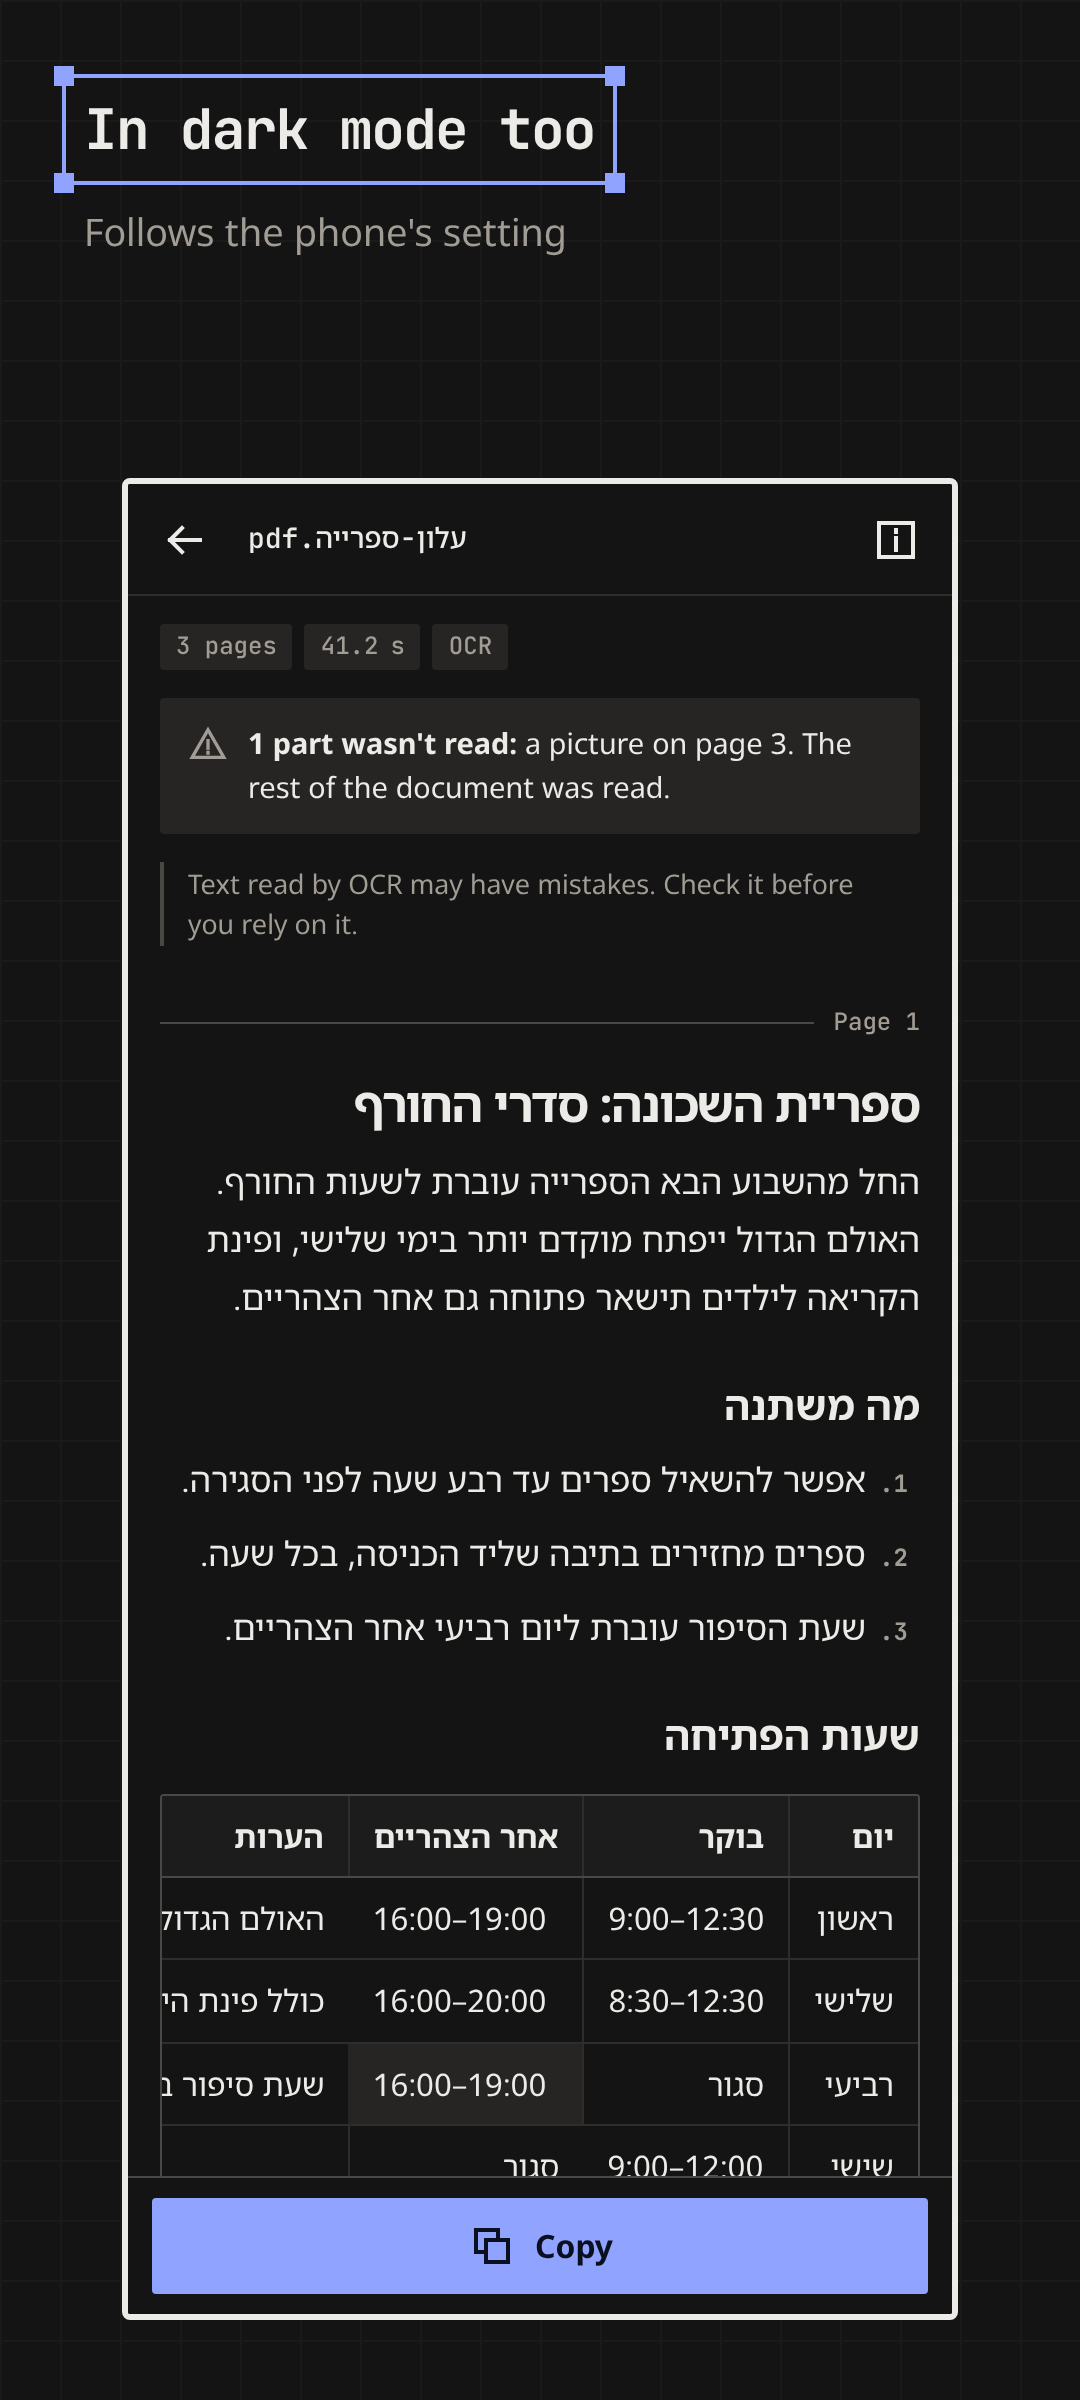 In dark mode too
Follows the phone's setting
עלון-ספרייה.pdf
3 pages 41.2 s OCR
1 part wasn't read: a picture on page 3. The
rest of the document was read.
Text read by OCR may have mistakes. Check it before
you rely on it.
Page 1
ספריית השכונה: סדרי החורף
החל מהשבוע הבא הספרייה עוברת לשעות החורף.
האולם הגדול ייפתח מוקדם יותר בימי שלישי, ופינת
הקריאה לילדים תישאר פתוחה גם אחר הצהריים.
מה משתנה
1. אפשר להשאיל ספרים עד רבע שעה לפני הסגירה.
2. ספרים מחזירים בתיבה שליד הכניסה, בכל שעה.
3. שעת הסיפור עוברת ליום רביעי אחר הצהריים.
שעות הפתיחה
יום בוקר אחר הצהריים הערות
ראשון 9:00–12:30 16:00–19:00 האולם הגדול
שלישי 8:30–12:30 16:00–20:00 כולל פינת הי
רביעי סגור 16:00–19:00 שעת סיפור ב
שישי 9:00–12:00 סגור
Copy